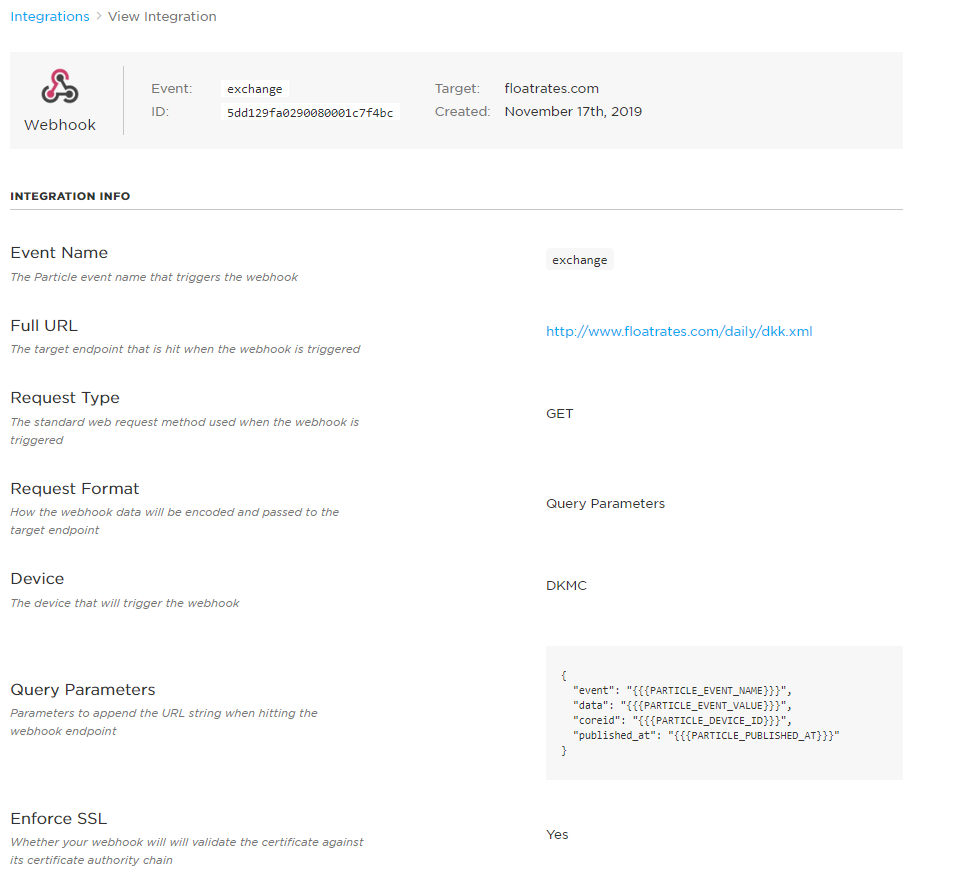 Integrations > View Integration
Webhook
Event: exchange
ID: 5dd129fa0290080001c7f4bc
Target: floatrates.com
Created: November 17th, 2019
INTEGRATION INFO
Event Name
The Particle event name that triggers the webhook
exchange
Full URL
The target endpoint that is hit when the webhook is triggered
http://www.floatrates.com/daily/dkk.xml
Request Type
The standard web request method used when the webhook is
triggered
GET
Request Format
How the webhook data will be encoded and passed to the
target endpoint
Query Parameters
Device
The device that will trigger the webhook
DKMC
Query Parameters
Parameters to append the URL string when hitting the
webhook endpoint
{
"event": "{{{PARTICLE_EVENT_NAME}}}",
"data": "{{{PARTICLE_EVENT_VALUE}}}",
"coreid": "{{{PARTICLE_DEVICE_ID}}}",
"published_at": "{{{PARTICLE_PUBLISHED_AT}}}"
}
Enforce SSL
Whether your webhook will will validate the certificate against
its certificate authority chain
Yes